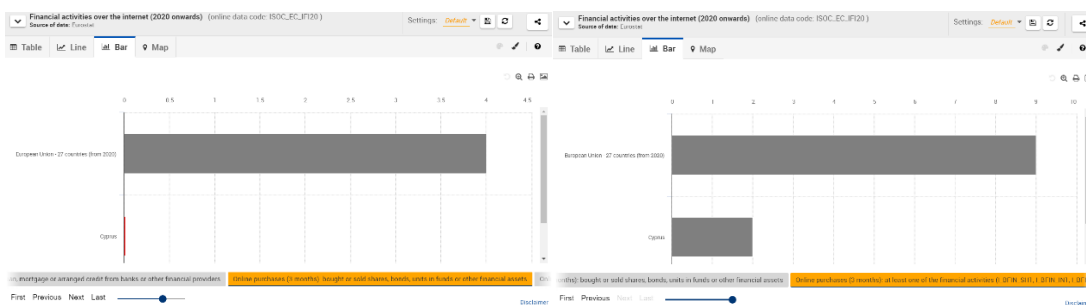 Financial activities over the internet (2020 onwards) (online data code: ISOC_EC_IFI20 )
Source of data: Eurostat
Settings: Default
Table Line Bar Map
0 0.5 1 1.5 2 2.5 3 3.5 4 4.5
European Union - 27 countries (from 2020)
Cyprus
n, mortgage or arranged credit from banks or other financial providers
Online purchases (3 months): bought or sold shares, bonds, units in funds or other financial assets
First Previous Next Last
Disclaimer
Financial activities over the internet (2020 onwards) (online data code: ISOC_EC_IFI20 )
Source of data: Eurostat
Settings: Default
Table Line Bar Map
0 1 2 3 4 5 6 7 8 9 10
European Union - 27 countries (from 2020)
Cyprus
onths): bought or sold shares, bonds, units in funds or other financial assets
Online purchases (3 months): at least one of the financial activities
First Previous Next Last